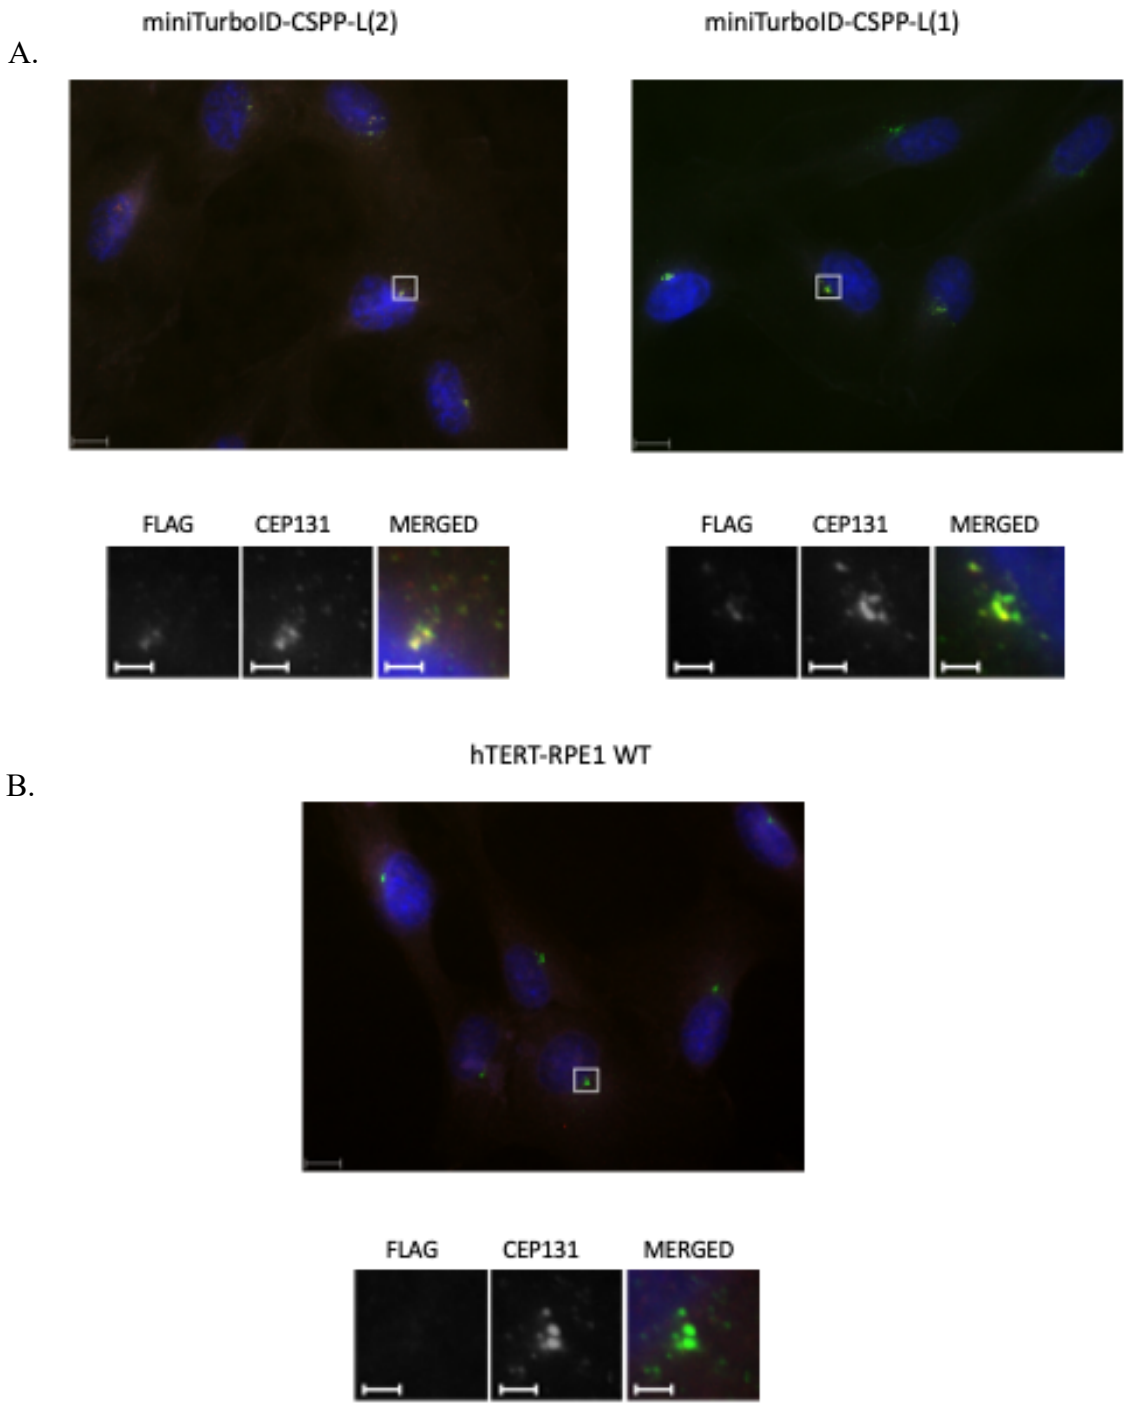 miniTurboID-CSPP-L(2) miniTurboID-CSPP-L(1)
A.
FLAG CEP131 MERGED FLAG CEP131 MERGED
hTERT-RPE1 WT
B.
FLAG CEP131 MERGED